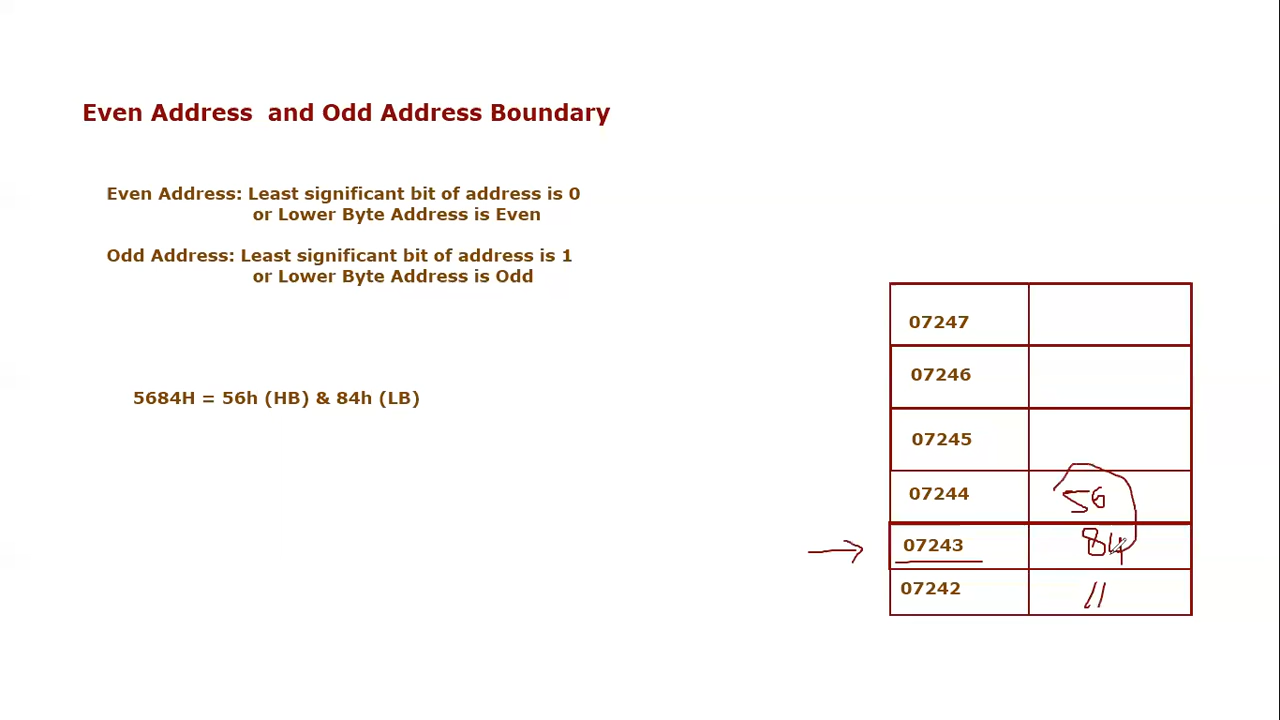 Even Address and Odd Address Boundary
Even Address: Least significant bit of address is 0
or Lower Byte Address is Even
Odd Address: Least significant bit of address is 1
or Lower Byte Address is Odd
5684H = 56h (HB) & 84h (LB)
07247
07246
07245
07244 56
07243 84
07242 11